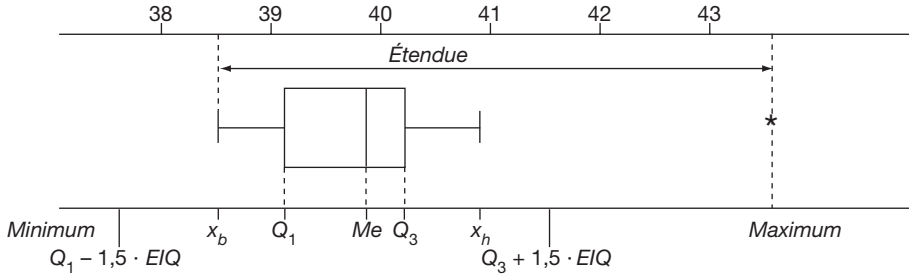 38 39 40 41 42 43
Étendue
*
Minimum x_b Q_1 Me Q_3 x_h Maximum
Q_1 – 1,5 · EIQ Q_3 + 1,5 · EIQ